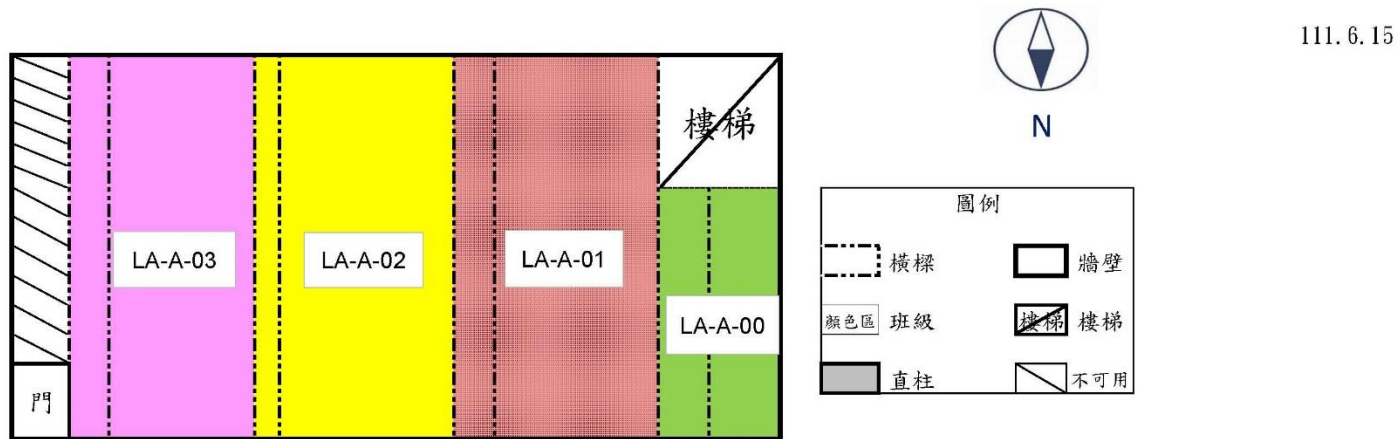 111.6.15
N
樓梯
LA-A-03
LA-A-02
LA-A-01
LA-A-00
門
圖例
橫樑
牆壁
顏色區 班級
樓梯 樓梯
直柱
不可用